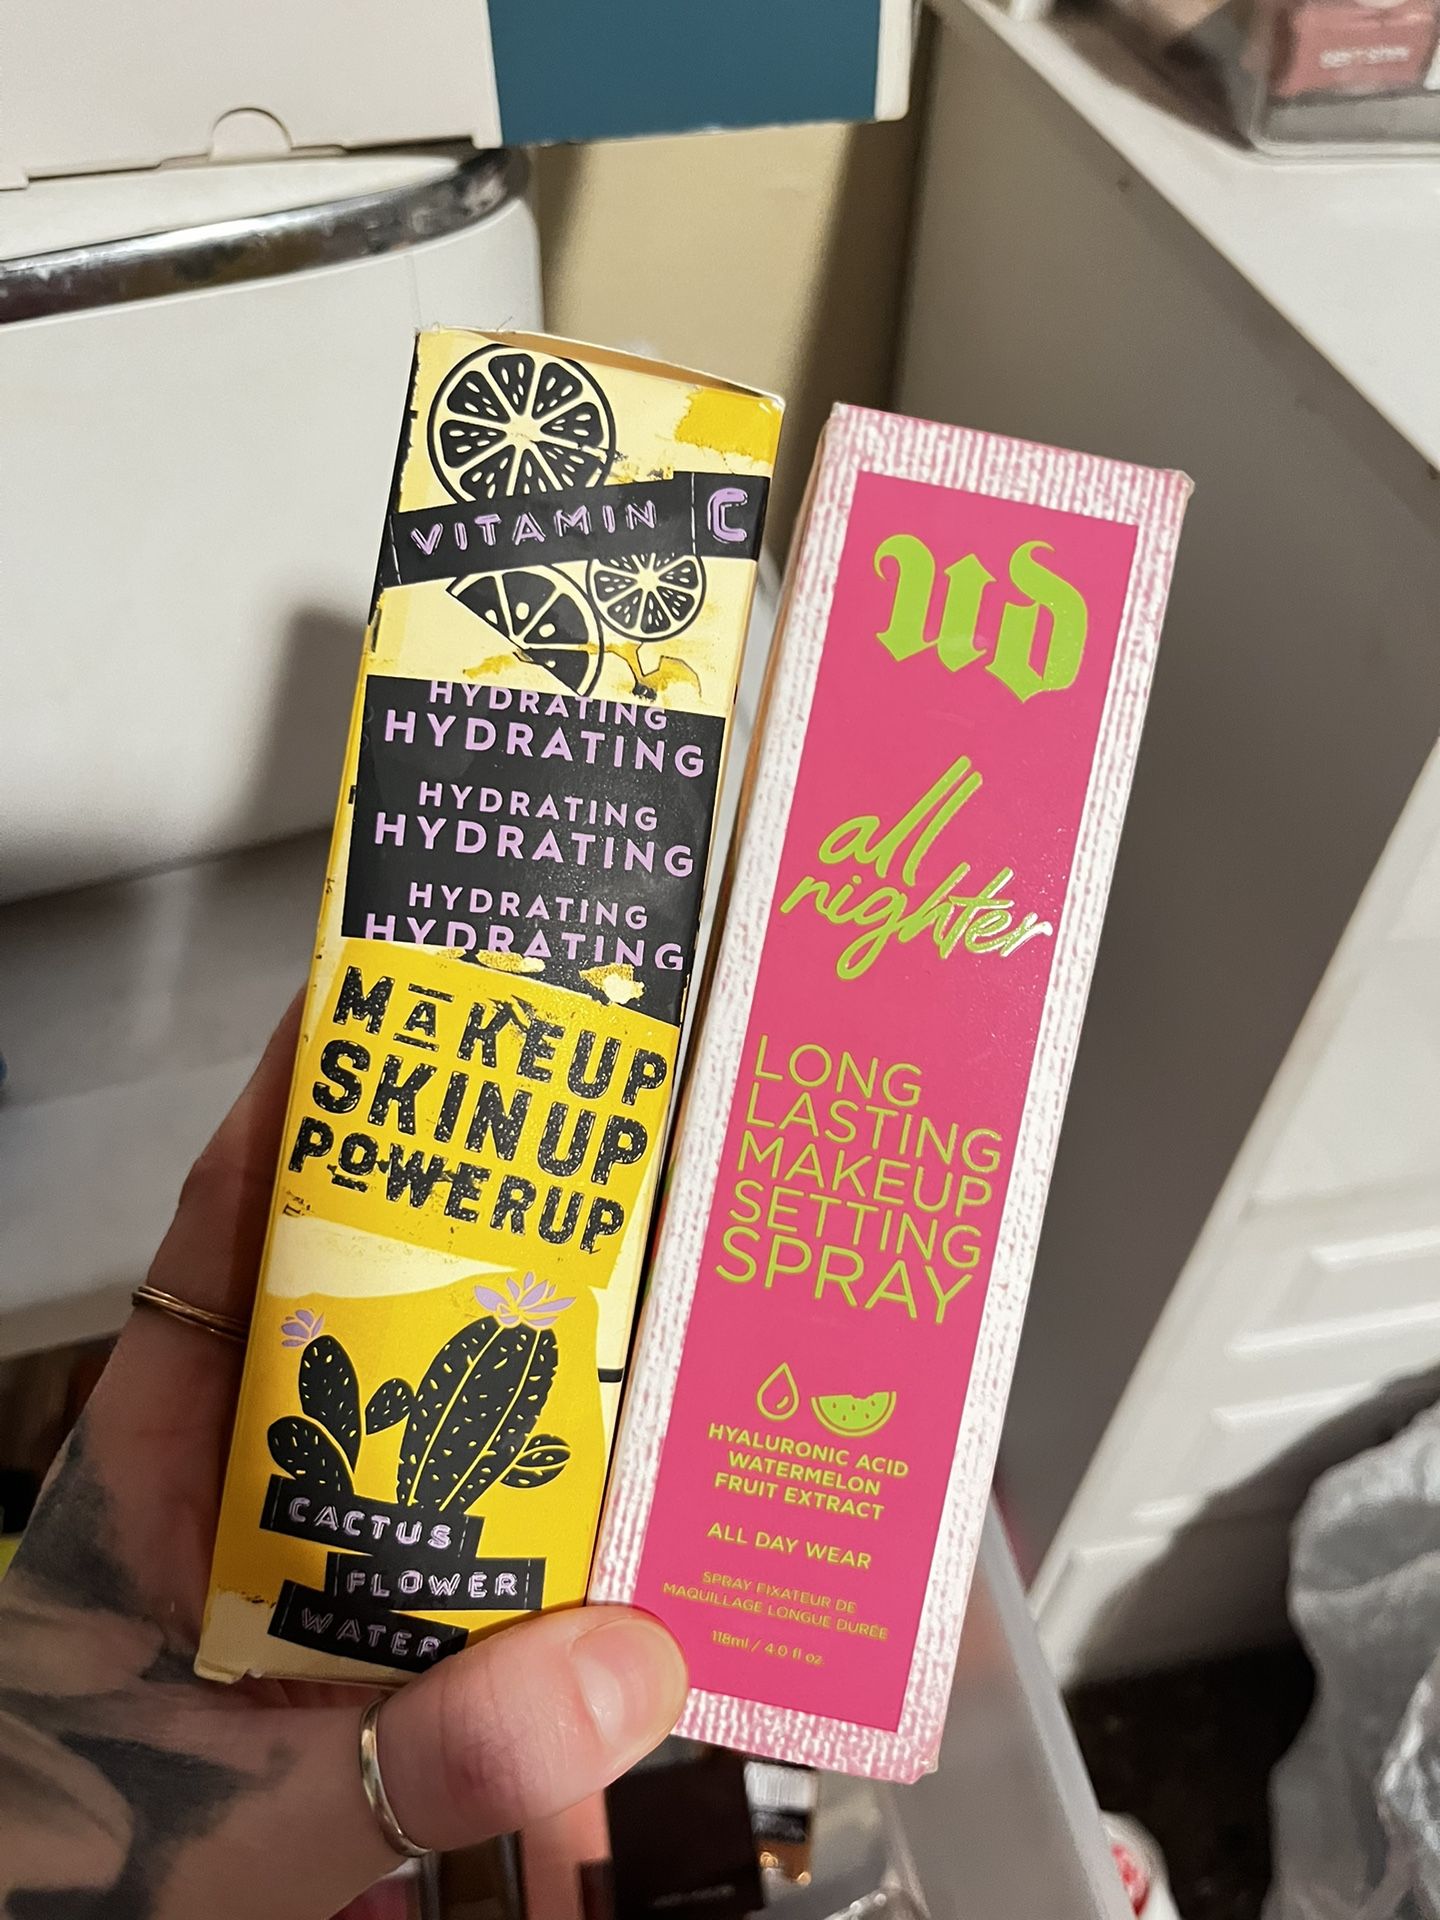 VITAMIN C
HYDRATING
HYDRATING
HYDRATING
HYDRATING
HYDRATING
HYDRATING
MAKEUP
SKINUP
POWERUP
CACTUS
FLOWER
WATER
UD
all
nighter
LONG
LASTING
MAKEUP
SETTING
SPRAY
HYALURONIC ACID
WATERMELON
FRUIT EXTRACT
ALL DAY WEAR
SPRAY FIXATEUR DE
MAQUILLAGE LONGUE DURÉE
118ml / 4.0 fl oz.